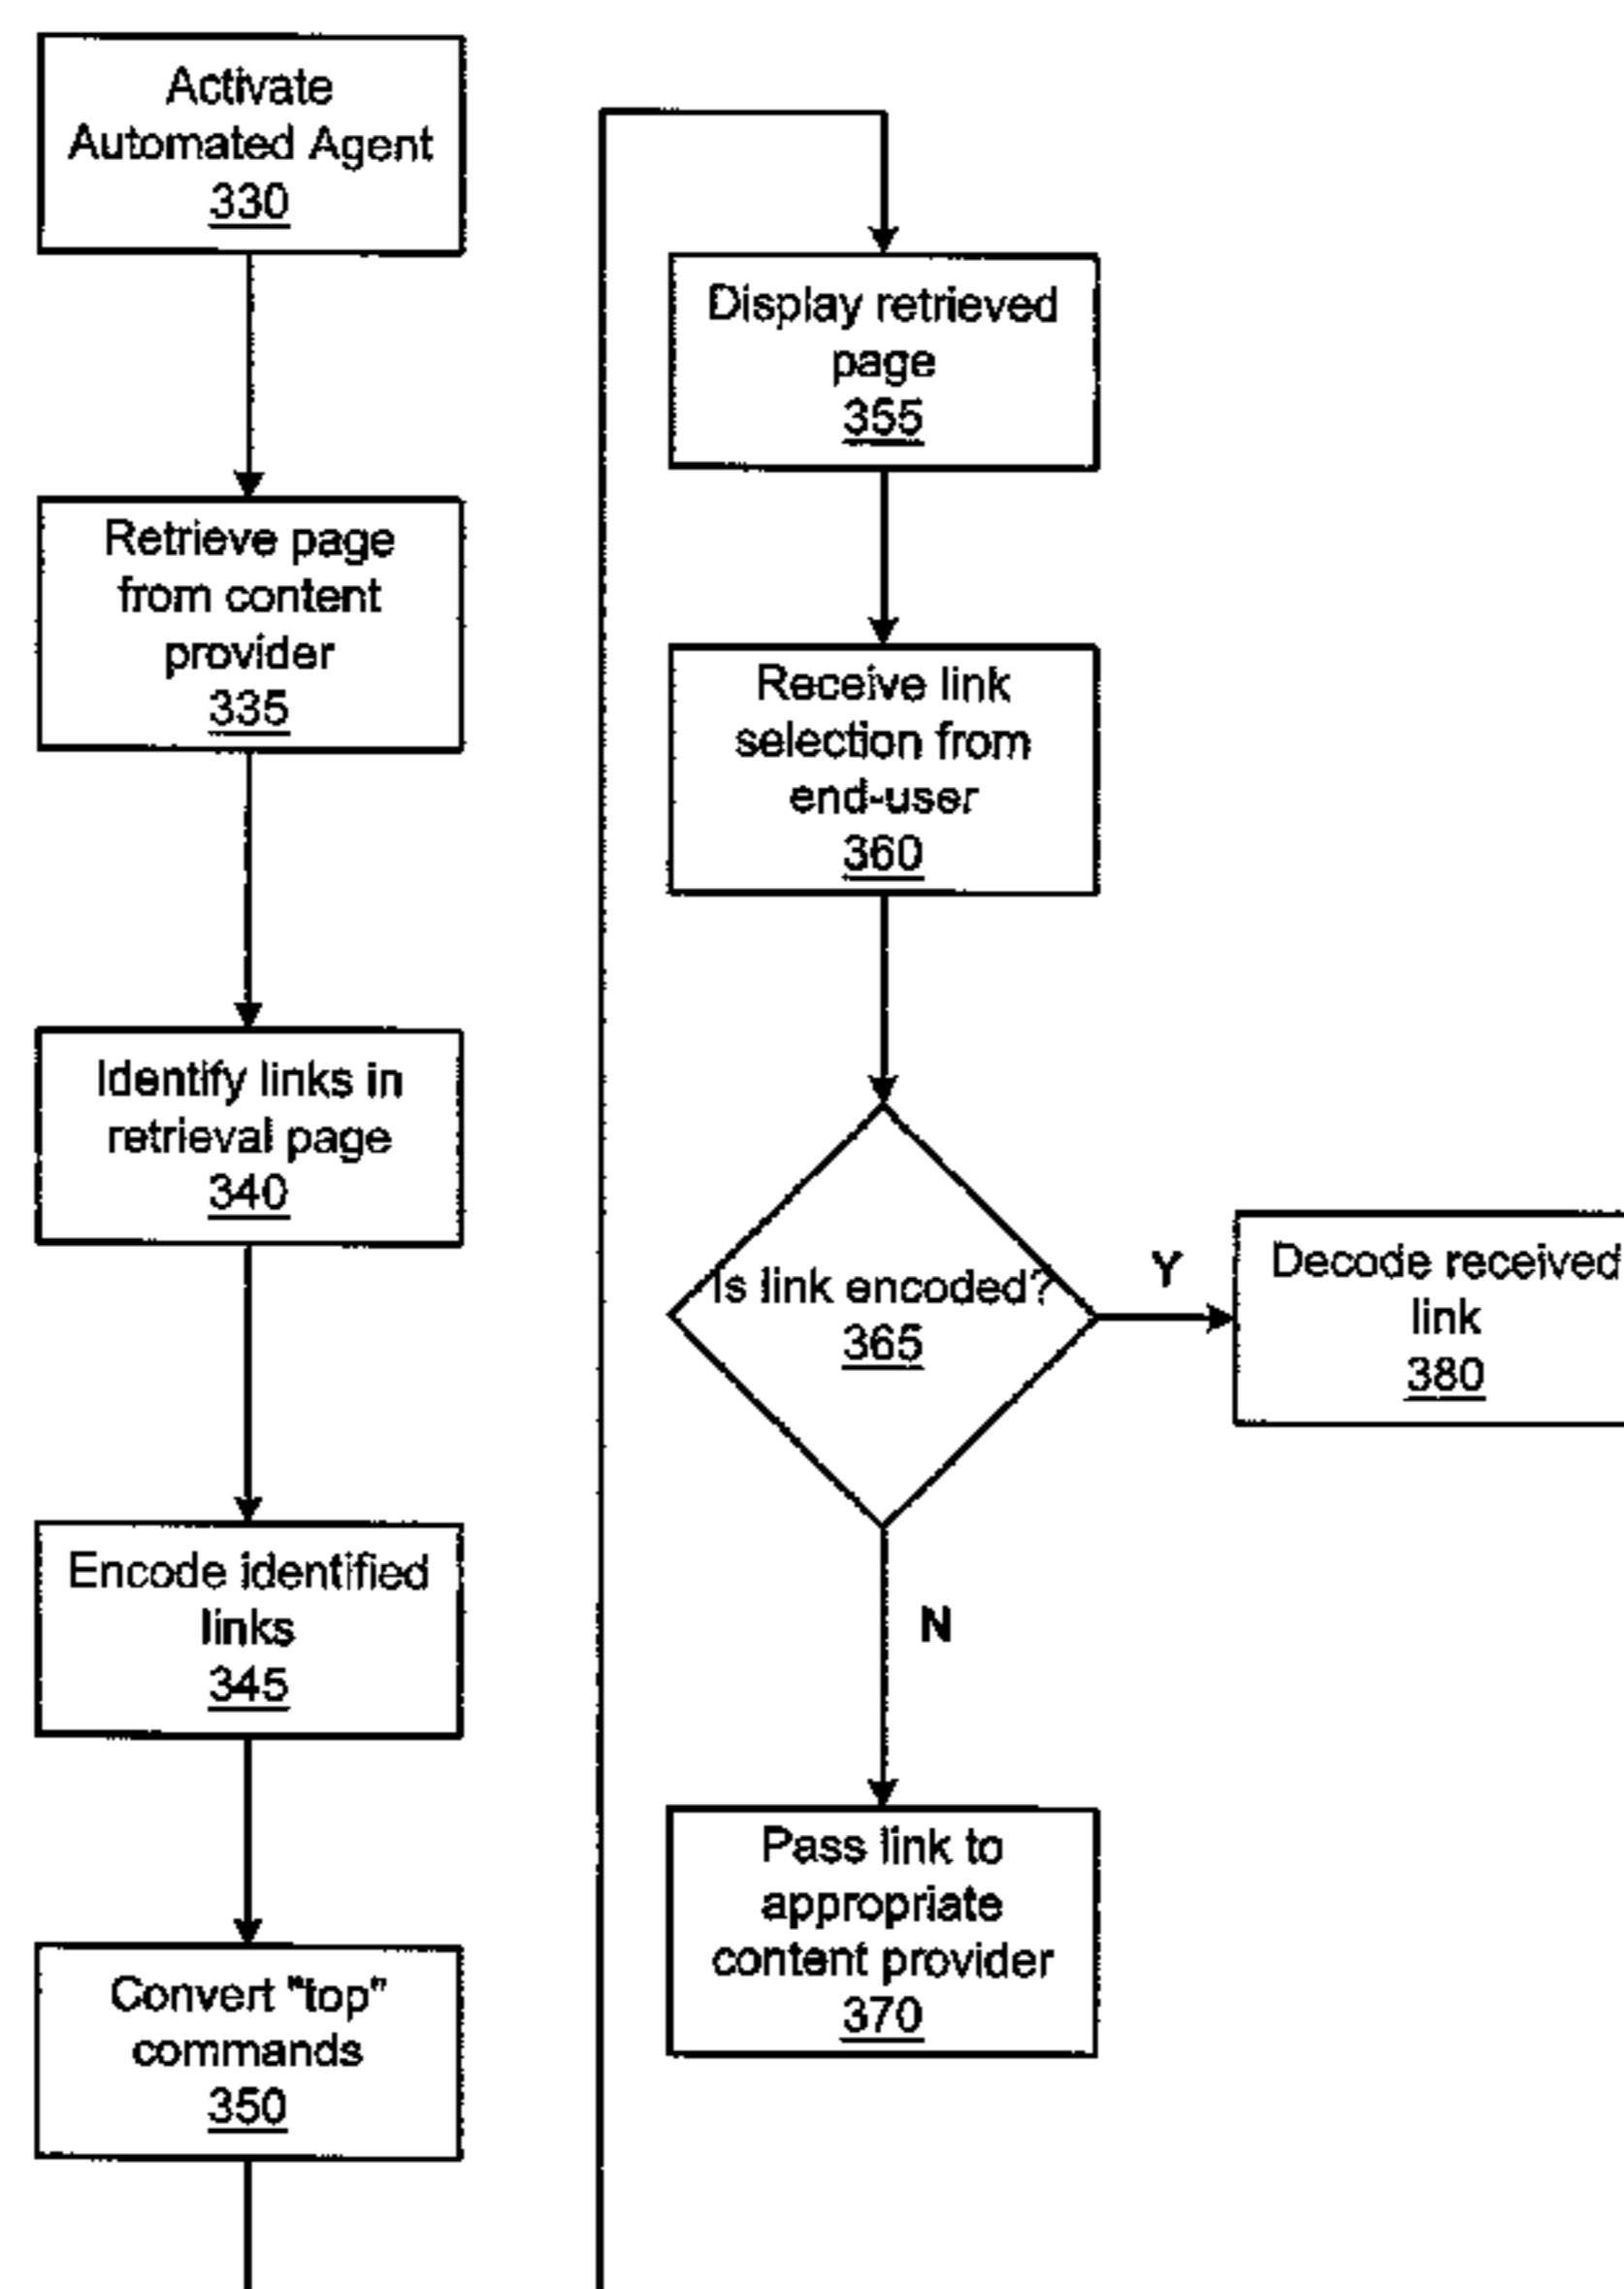 Activate
Automated Agent
330
Retrieve page
from content
provider
335
Identify links in
retrieval page
340
Encode identified
links
345
Convert "top"
commands
350
Display retrieved
page
355
Receive link
selection from
end-user
360
Is link encoded?
365
Y
Decode received
link
380
N
Pass link to
appropriate
content provider
370